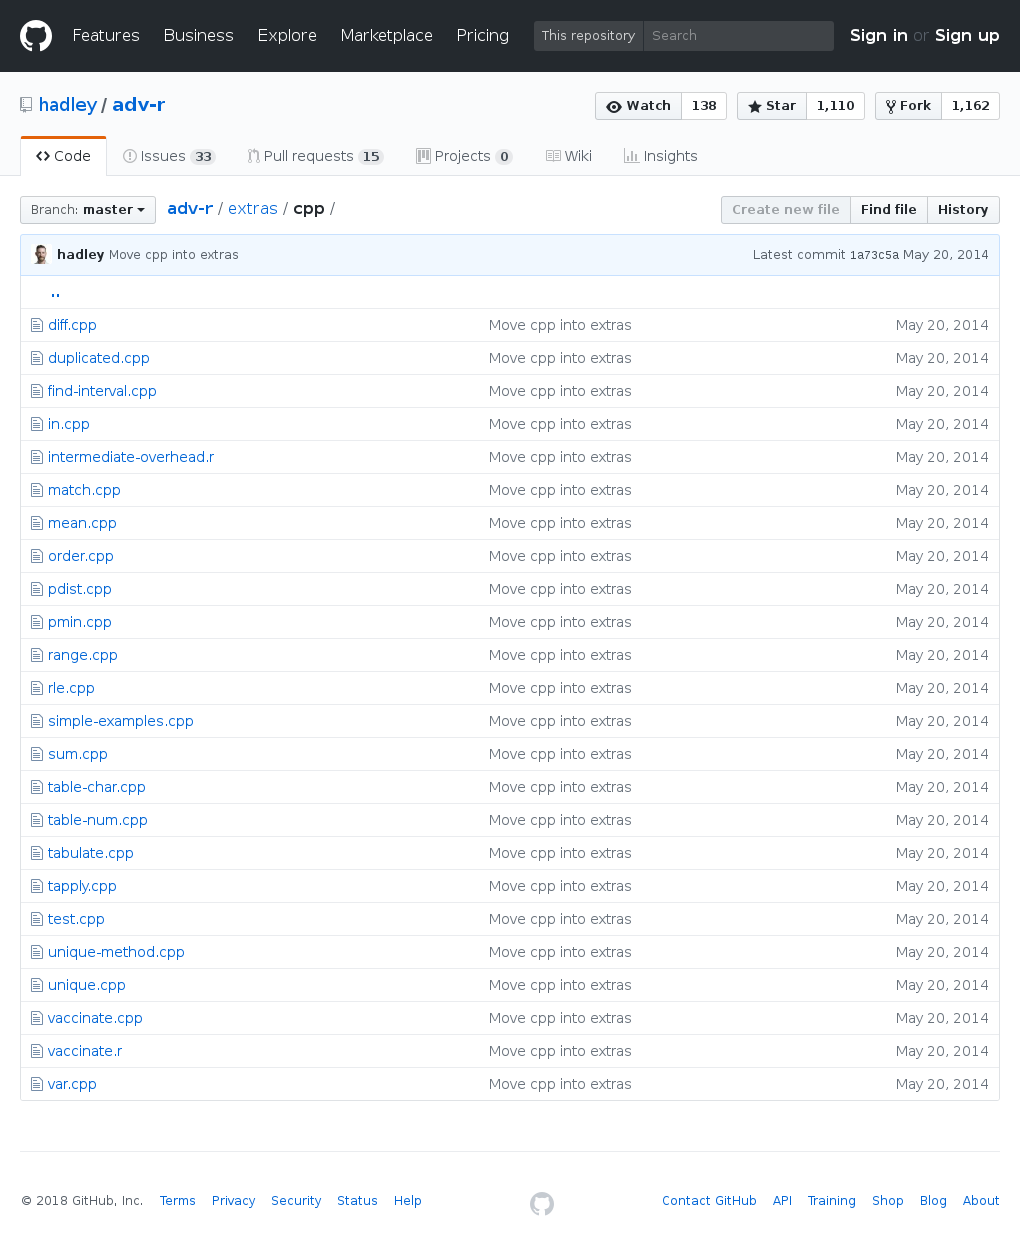 Features Business Explore Marketplace Pricing This repository Search Sign in or Sign up
hadley / adv-r Watch 138 Star 1,110 Fork 1,162
Code Issues 33 Pull requests 15 Projects 0 Wiki Insights
Branch: master adv-r / extras / cpp / Create new file Find file History
hadley Move cpp into extras Latest commit 1a73c5a May 20, 2014
..
diff.cpp Move cpp into extras May 20, 2014
duplicated.cpp Move cpp into extras May 20, 2014
find-interval.cpp Move cpp into extras May 20, 2014
in.cpp Move cpp into extras May 20, 2014
intermediate-overhead.r Move cpp into extras May 20, 2014
match.cpp Move cpp into extras May 20, 2014
mean.cpp Move cpp into extras May 20, 2014
order.cpp Move cpp into extras May 20, 2014
pdist.cpp Move cpp into extras May 20, 2014
pmin.cpp Move cpp into extras May 20, 2014
range.cpp Move cpp into extras May 20, 2014
rle.cpp Move cpp into extras May 20, 2014
simple-examples.cpp Move cpp into extras May 20, 2014
sum.cpp Move cpp into extras May 20, 2014
table-char.cpp Move cpp into extras May 20, 2014
table-num.cpp Move cpp into extras May 20, 2014
tabulate.cpp Move cpp into extras May 20, 2014
tapply.cpp Move cpp into extras May 20, 2014
test.cpp Move cpp into extras May 20, 2014
unique-method.cpp Move cpp into extras May 20, 2014
unique.cpp Move cpp into extras May 20, 2014
vaccinate.cpp Move cpp into extras May 20, 2014
vaccinate.r Move cpp into extras May 20, 2014
var.cpp Move cpp into extras May 20, 2014
© 2018 GitHub, Inc. Terms Privacy Security Status Help Contact GitHub API Training Shop Blog About